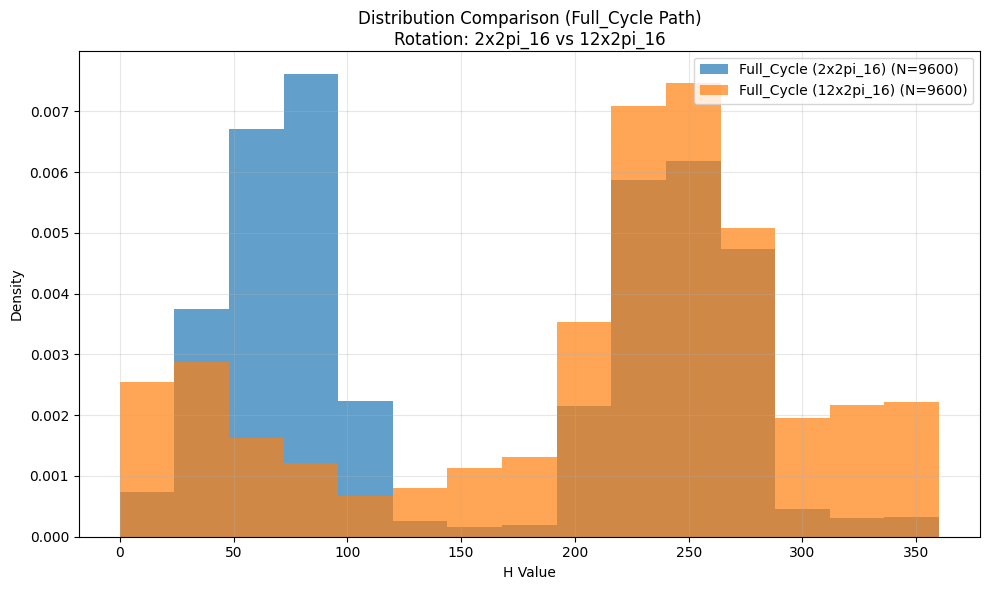 Distribution Comparison (Full_Cycle Path)
Rotation: 2x2pi_16 vs 12x2pi_16
Full_Cycle (2x2pi_16) (N=9600)
Full_Cycle (12x2pi_16) (N=9600)
Density
0.007
0.006
0.005
0.004
0.003
0.002
0.001
0.000
0 50 100 150 200 250 300 350
H Value